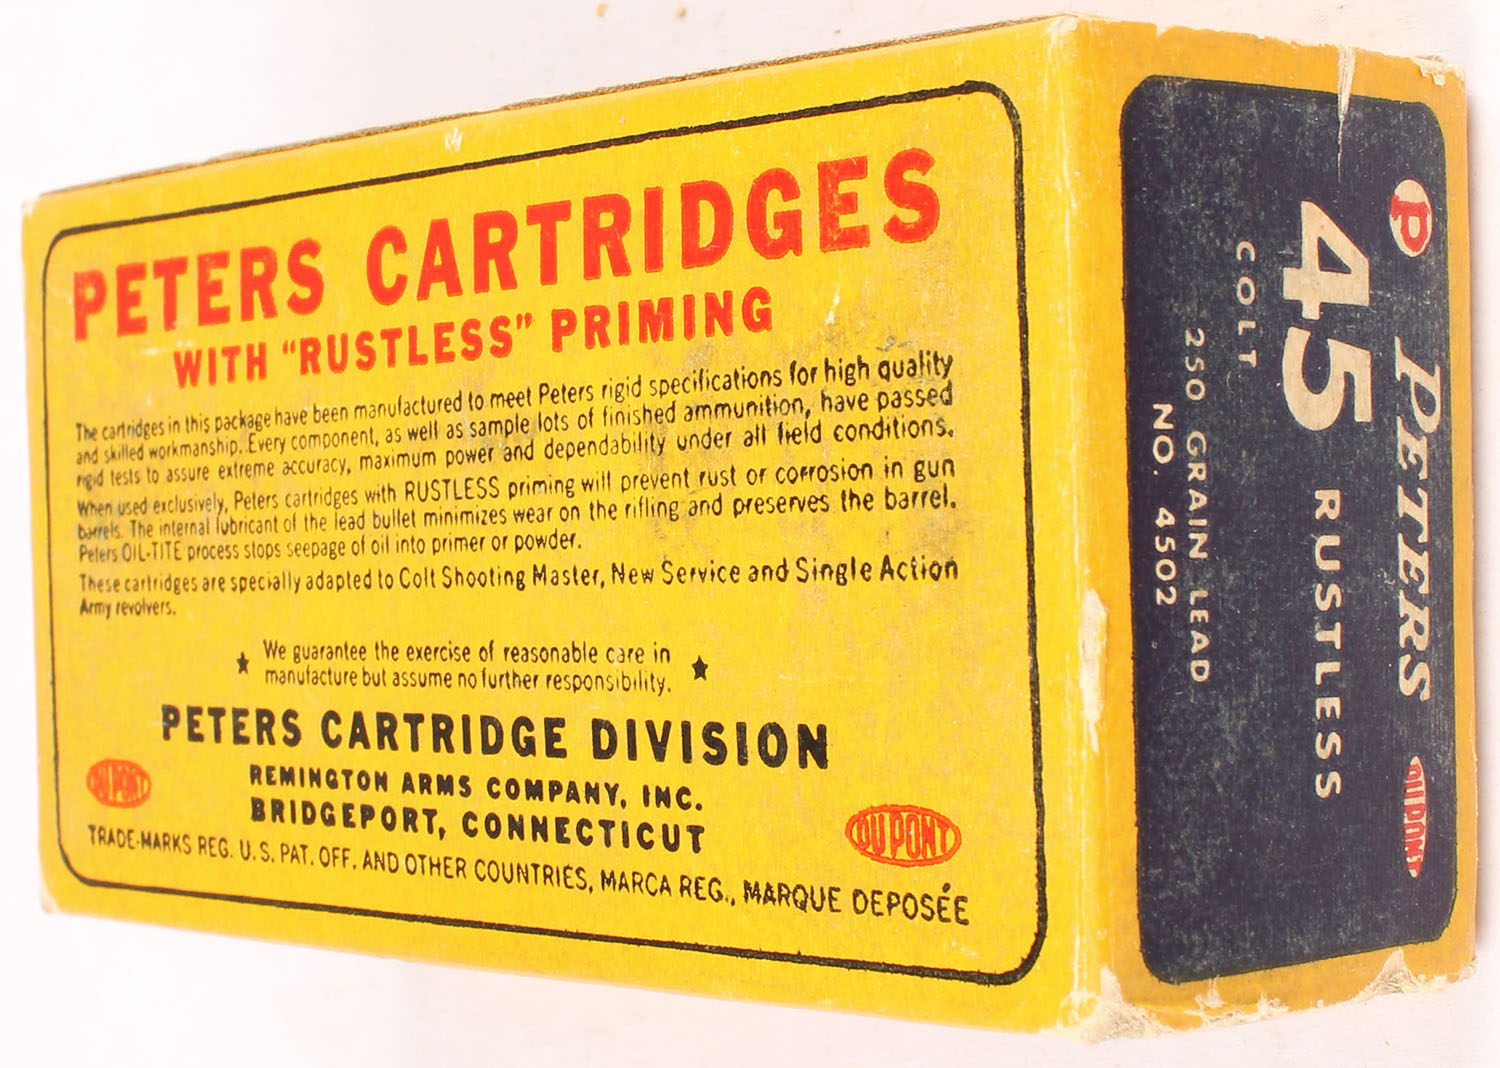 PETERS CARTRIDGES
WITH "RUSTLESS" PRIMING
The cartridges in this package have been manufactured to meet Peters rigid specifications for high quality
and skilled workmanship. Every component, as well as sample lots of finished ammunition, have passed
rigid tests to assure extreme accuracy, maximum power and dependability under all field conditions.
When used exclusively, Peters cartridges with RUSTLESS priming will prevent rust or corrosion in gun
barrels. The internal lubricant of the lead bullet minimizes wear on the rifling and preserves the barrel.
Peters OIL-TITE process stops seepage of oil into primer or powder.
These cartridges are specially adapted to Colt Shooting Master, New Service and Single Action
Army revolvers.
We guarantee the exercise of reasonable care in
manufacture but assume no further responsibility.
PETERS CARTRIDGE DIVISION
REMINGTON ARMS COMPANY, INC.
BRIDGEPORT, CONNECTICUT
DU PONT
DU PONT
TRADE-MARKS REG. U.S. PAT. OFF. AND OTHER COUNTRIES, MARCA REG., MARQUE DEPOSÉE
P PETERS DU PONT
45 RUSTLESS
COLT
250 GRAIN LEAD
NO. 4502